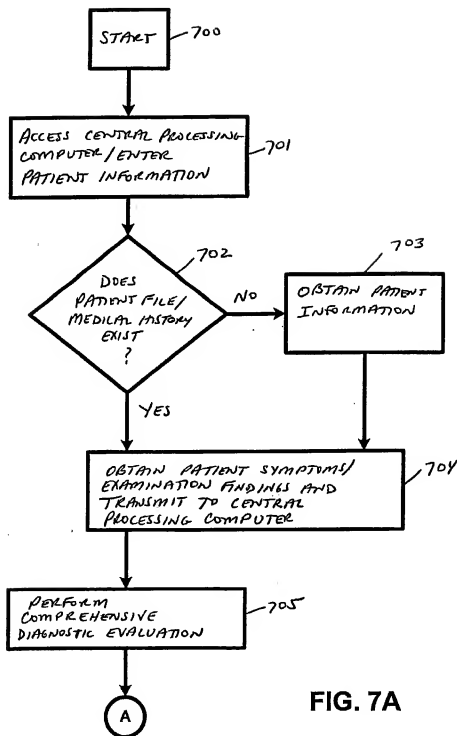 START
700
ACCESS CENTRAL PROCESSING
COMPUTER/ENTER
PATIENT INFORMATION
701
702
DOES
PATIENT FILE/
MEDICAL HISTORY
EXIST
?
NO
703
OBTAIN PATIENT
INFORMATION
YES
OBTAIN PATIENT SYMPTOMS/
EXAMINATION FINDINGS AND
TRANSMIT TO CENTRAL
PROCESSING COMPUTER
704
PERFORM
COMPREHENSIVE
DIAGNOSTIC EVALUATION
705
A
FIG. 7A